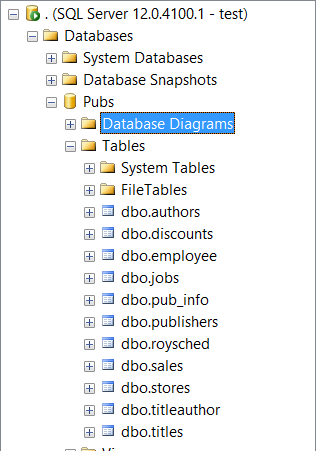 . (SQL Server 12.0.4100.1 - test)
Databases
System Databases
Database Snapshots
Pubs
Database Diagrams
Tables
System Tables
FileTables
dbo.authors
dbo.discounts
dbo.employee
dbo.jobs
dbo.pub_info
dbo.publishers
dbo.roysched
dbo.sales
dbo.stores
dbo.titleauthor
dbo.titles